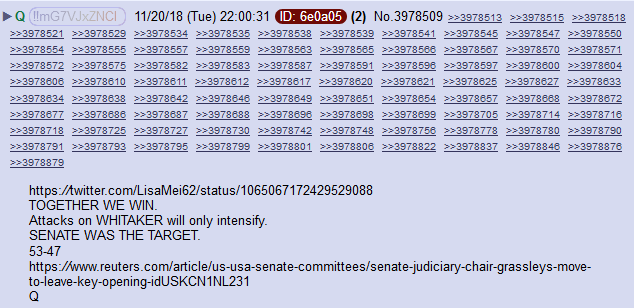 Q !!mG7VJxZNCI 11/20/18 (Tue) 22:00:31 ID: 6e0a05 (2) No.3978509 >>3978513 >>3978515 >>3978518
>>3978521 >>3978529 >>3978534 >>3978535 >>3978538 >>3978539 >>3978541 >>3978545 >>3978547 >>3978550
>>3978554 >>3978555 >>3978557 >>3978559 >>3978563 >>3978565 >>3978566 >>3978567 >>3978570 >>3978571
>>3978572 >>3978575 >>3978582 >>3978583 >>3978587 >>3978591 >>3978596 >>3978597 >>3978600 >>3978604
>>3978606 >>3978610 >>3978611 >>3978612 >>3978617 >>3978620 >>3978621 >>3978625 >>3978627 >>3978633
>>3978634 >>3978638 >>3978642 >>3978646 >>3978649 >>3978651 >>3978654 >>3978657 >>3978668 >>3978672
>>3978677 >>3978686 >>3978687 >>3978688 >>3978696 >>3978698 >>3978699 >>3978705 >>3978714 >>3978716
>>3978718 >>3978725 >>3978727 >>3978730 >>3978742 >>3978748 >>3978756 >>3978778 >>3978780 >>3978790
>>3978791 >>3978793 >>3978795 >>3978799 >>3978801 >>3978806 >>3978822 >>3978837 >>3978846 >>3978876
>>3978879
https://twitter.com/LisaMei62/status/1065067172429529088
TOGETHER WE WIN.
Attacks on WHITAKER will only intensify.
SENATE WAS THE TARGET.
53-47
https://www.reuters.com/article/us-usa-senate-committees/senate-judiciary-chair-grassleys-move-
to-leave-key-opening-idUSKCN1NL231
Q